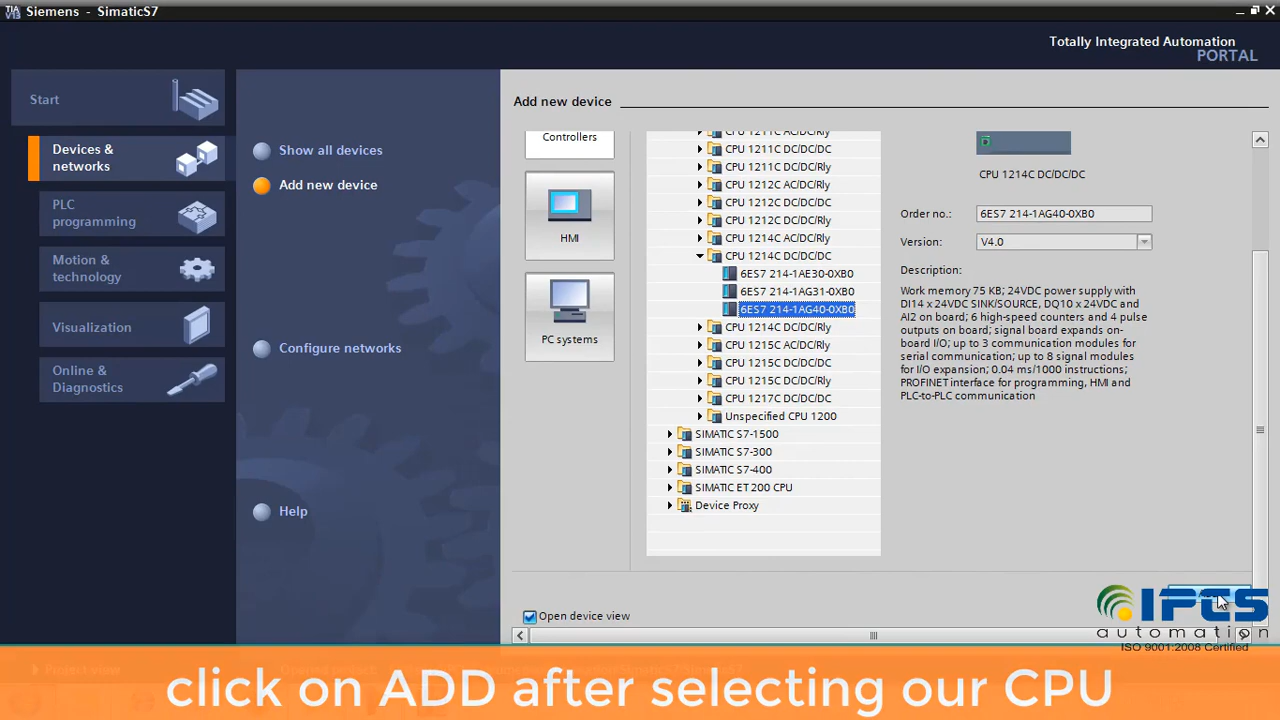 TIA
V13
Siemens - SimaticS7
Totally Integrated Automation
PORTAL
Start
Devices &
networks
PLC
programming
Motion &
technology
Visualization
Online &
Diagnostics
Show all devices
Add new device
Configure networks
Help
Add new device
Controllers
HMI
PC systems
CPU 1211C AC/DC/Rly
CPU 1211C DC/DC/DC
CPU 1211C DC/DC/Rly
CPU 1212C AC/DC/Rly
CPU 1212C DC/DC/DC
CPU 1212C DC/DC/Rly
CPU 1214C AC/DC/Rly
CPU 1214C DC/DC/DC
6ES7 214-1AE30-0XB0
6ES7 214-1AG31-0XB0
6ES7 214-1AG40-0XB0
CPU 1214C DC/DC/Rly
CPU 1215C AC/DC/Rly
CPU 1215C DC/DC/DC
CPU 1215C DC/DC/Rly
CPU 1217C DC/DC/DC
Unspecified CPU 1200
SIMATIC S7-1500
SIMATIC S7-300
SIMATIC S7-400
SIMATIC ET 200 CPU
Device Proxy
CPU 1214C DC/DC/DC
Order no.: 6ES7 214-1AG40-0XB0
Version: V4.0
Description:
Work memory 75 KB; 24VDC power supply with
DI14 x 24VDC SINK/SOURCE, DQ10 x 24VDC and
AI2 on board; 6 high-speed counters and 4 pulse
outputs on board; signal board expands on-
board I/O; up to 3 communication modules for
serial communication; up to 8 signal modules
for I/O expansion; 0.04 ms/1000 instructions;
PROFINET interface for programming, HMI and
PLC-to-PLC communication
Open device view
IPCS
automation
ISO 9001:2008 Certified
Project view
click on ADD after selecting our CPU